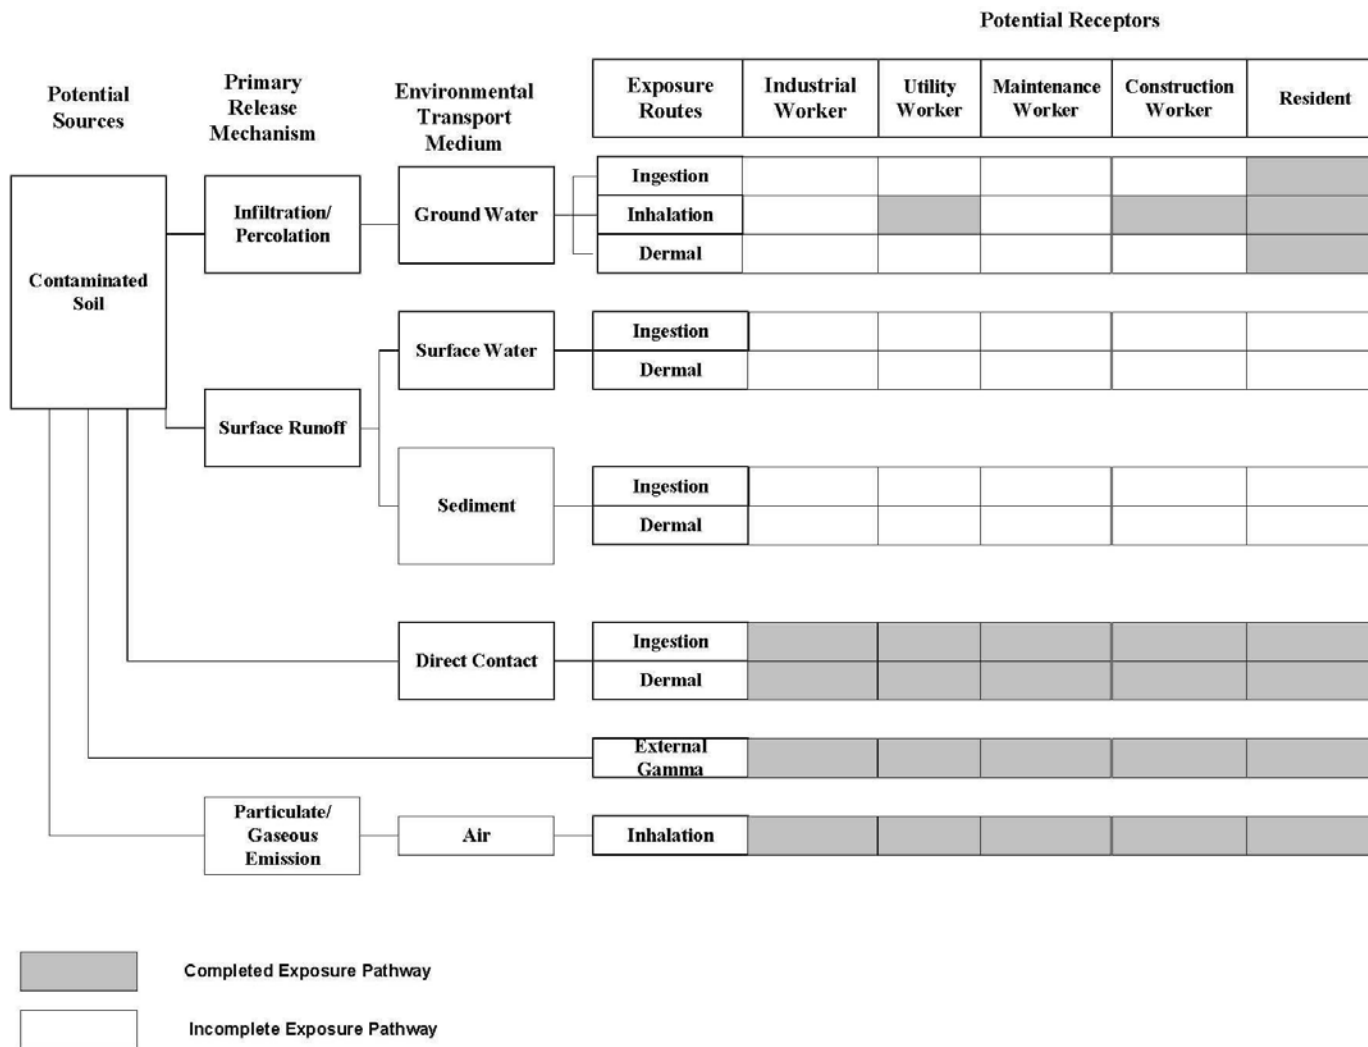 Potential Receptors
Potential
Sources
Primary
Release
Mechanism
Environmental
Transport
Medium
Exposure
Routes
Industrial
Worker
Utility
Worker
Maintenance
Worker
Construction
Worker
Resident
Contaminated
Soil
Infiltration/
Percolation
Ground Water
Ingestion
Inhalation
Dermal
Surface Runoff
Surface Water
Ingestion
Dermal
Sediment
Ingestion
Dermal
Direct Contact
Ingestion
Dermal
External
Gamma
Particulate/
Gaseous
Emission
Air
Inhalation
Completed Exposure Pathway
Incomplete Exposure Pathway